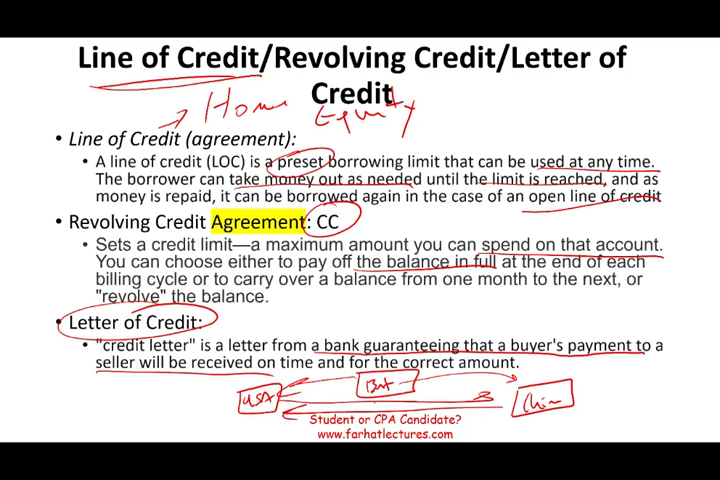 Line of Credit/Revolving Credit/Letter of
Credit
Home Equity
• Line of Credit (agreement):
• A line of credit (LOC) is a preset borrowing limit that can be used at any time.
The borrower can take money out as needed until the limit is reached, and as
money is repaid, it can be borrowed again in the case of an open line of credit
• Revolving Credit Agreement: CC
• Sets a credit limit—a maximum amount you can spend on that account.
You can choose either to pay off the balance in full at the end of each
billing cycle or to carry over a balance from one month to the next, or
"revolve" the balance.
• Letter of Credit:
• "credit letter" is a letter from a bank guaranteeing that a buyer's payment to a
seller will be received on time and for the correct amount.
USA
Student or CPA Candidate?
www.farhatlectures.com